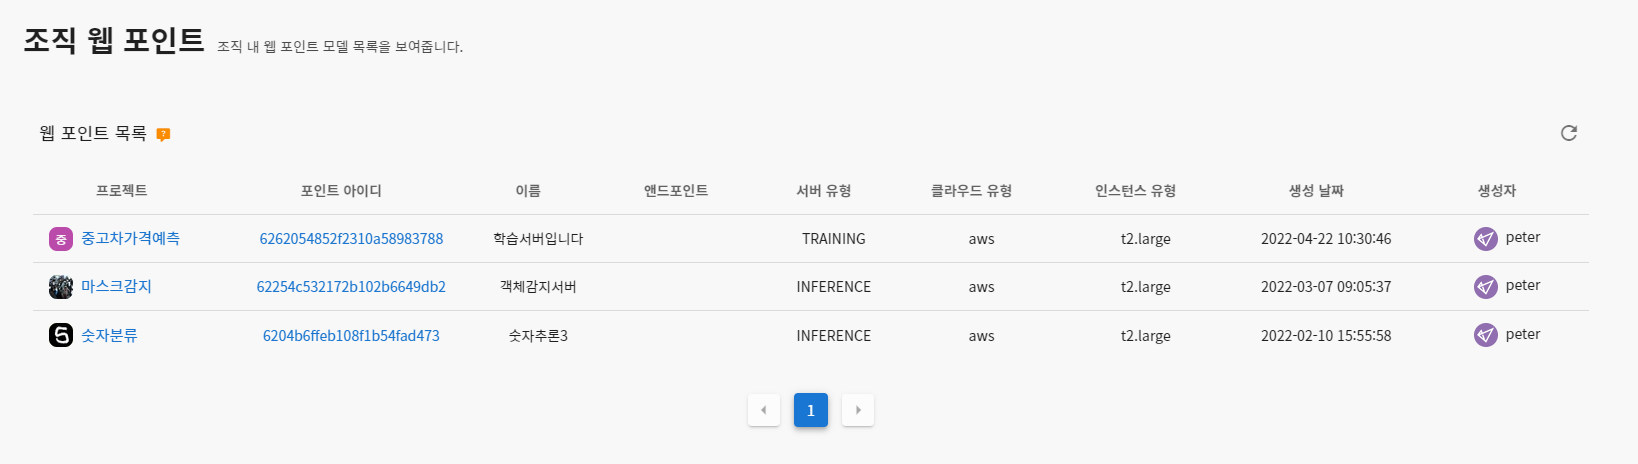 조직 웹 포인트 조직 내 웹 포인트 모델 목록을 보여줍니다.
웹 포인트 목록 ?
프로젝트 포인트 아이디 이름 앤드포인트 서버 유형 클라우드 유형 인스턴스 유형 생성 날짜 생성자
중 중고차가격예측 6262054852f2310a58983788 학습서버입니다 TRAINING aws t2.large 2022-04-22 10:30:46 peter
마스크감지 62254c532172b102b6649db2 객체감지서버 INFERENCE aws t2.large 2022-03-07 09:05:37 peter
5 숫자분류 6204b6ffeb108f1b54fad473 숫자추론3 INFERENCE aws t2.large 2022-02-10 15:55:58 peter
1